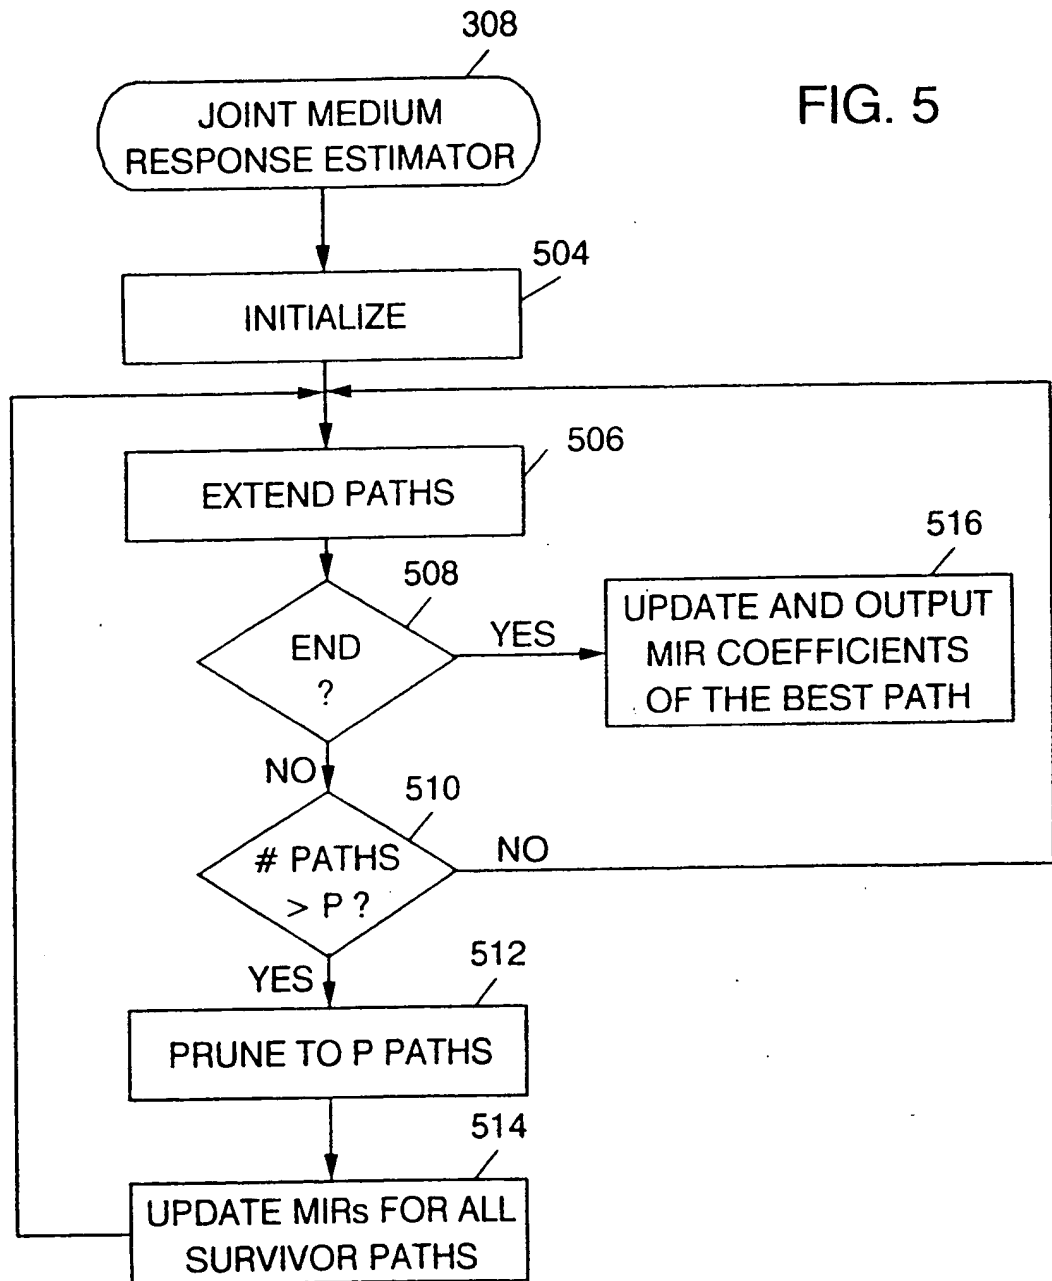 308
FIG. 5
JOINT MEDIUM
RESPONSE ESTIMATOR
504
INITIALIZE
506
EXTEND PATHS
508
END
?
YES
516
UPDATE AND OUTPUT
MIR COEFFICIENTS
OF THE BEST PATH
NO
510
# PATHS
> P ?
NO
YES
512
PRUNE TO P PATHS
514
UPDATE MIRs FOR ALL
SURVIVOR PATHS